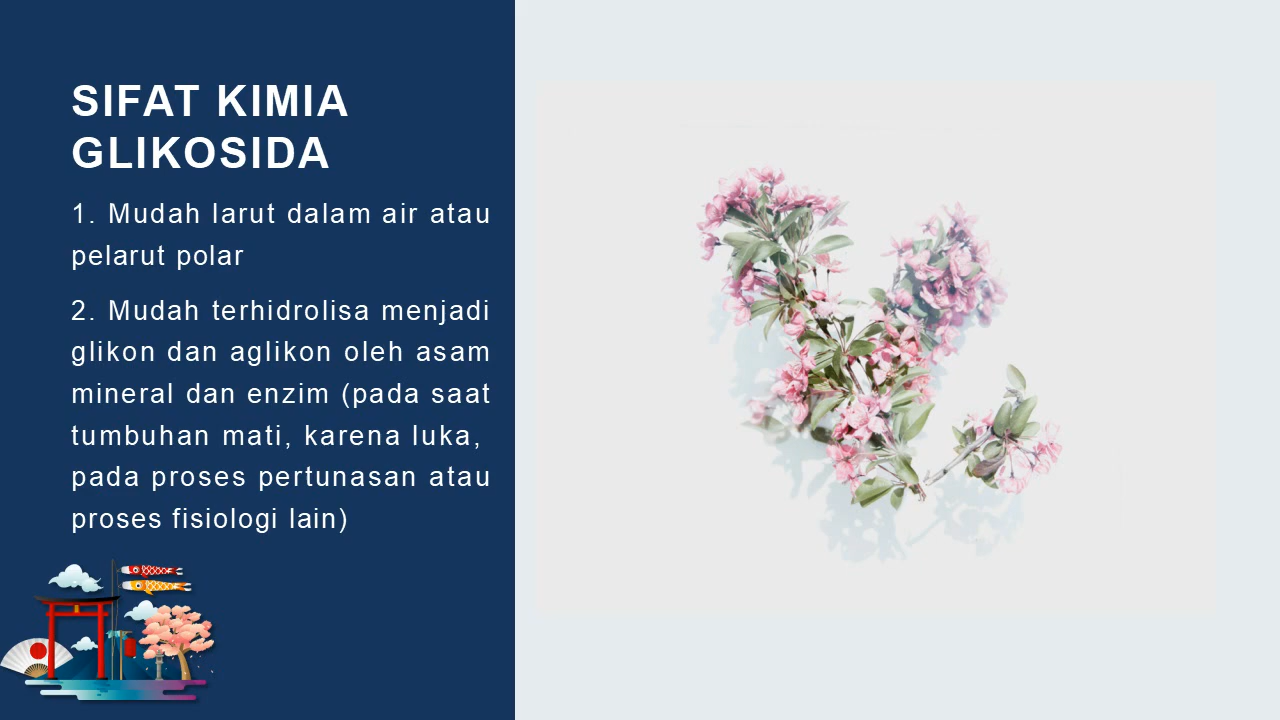 SIFAT KIMIA
GLIKOSIDA
1. Mudah larut dalam air atau
pelarut polar
2. Mudah terhidrolisa menjadi
glikon dan aglikon oleh asam
mineral dan enzim (pada saat
tumbuhan mati, karena luka,
pada proses pertunasan atau
proses fisiologi lain)